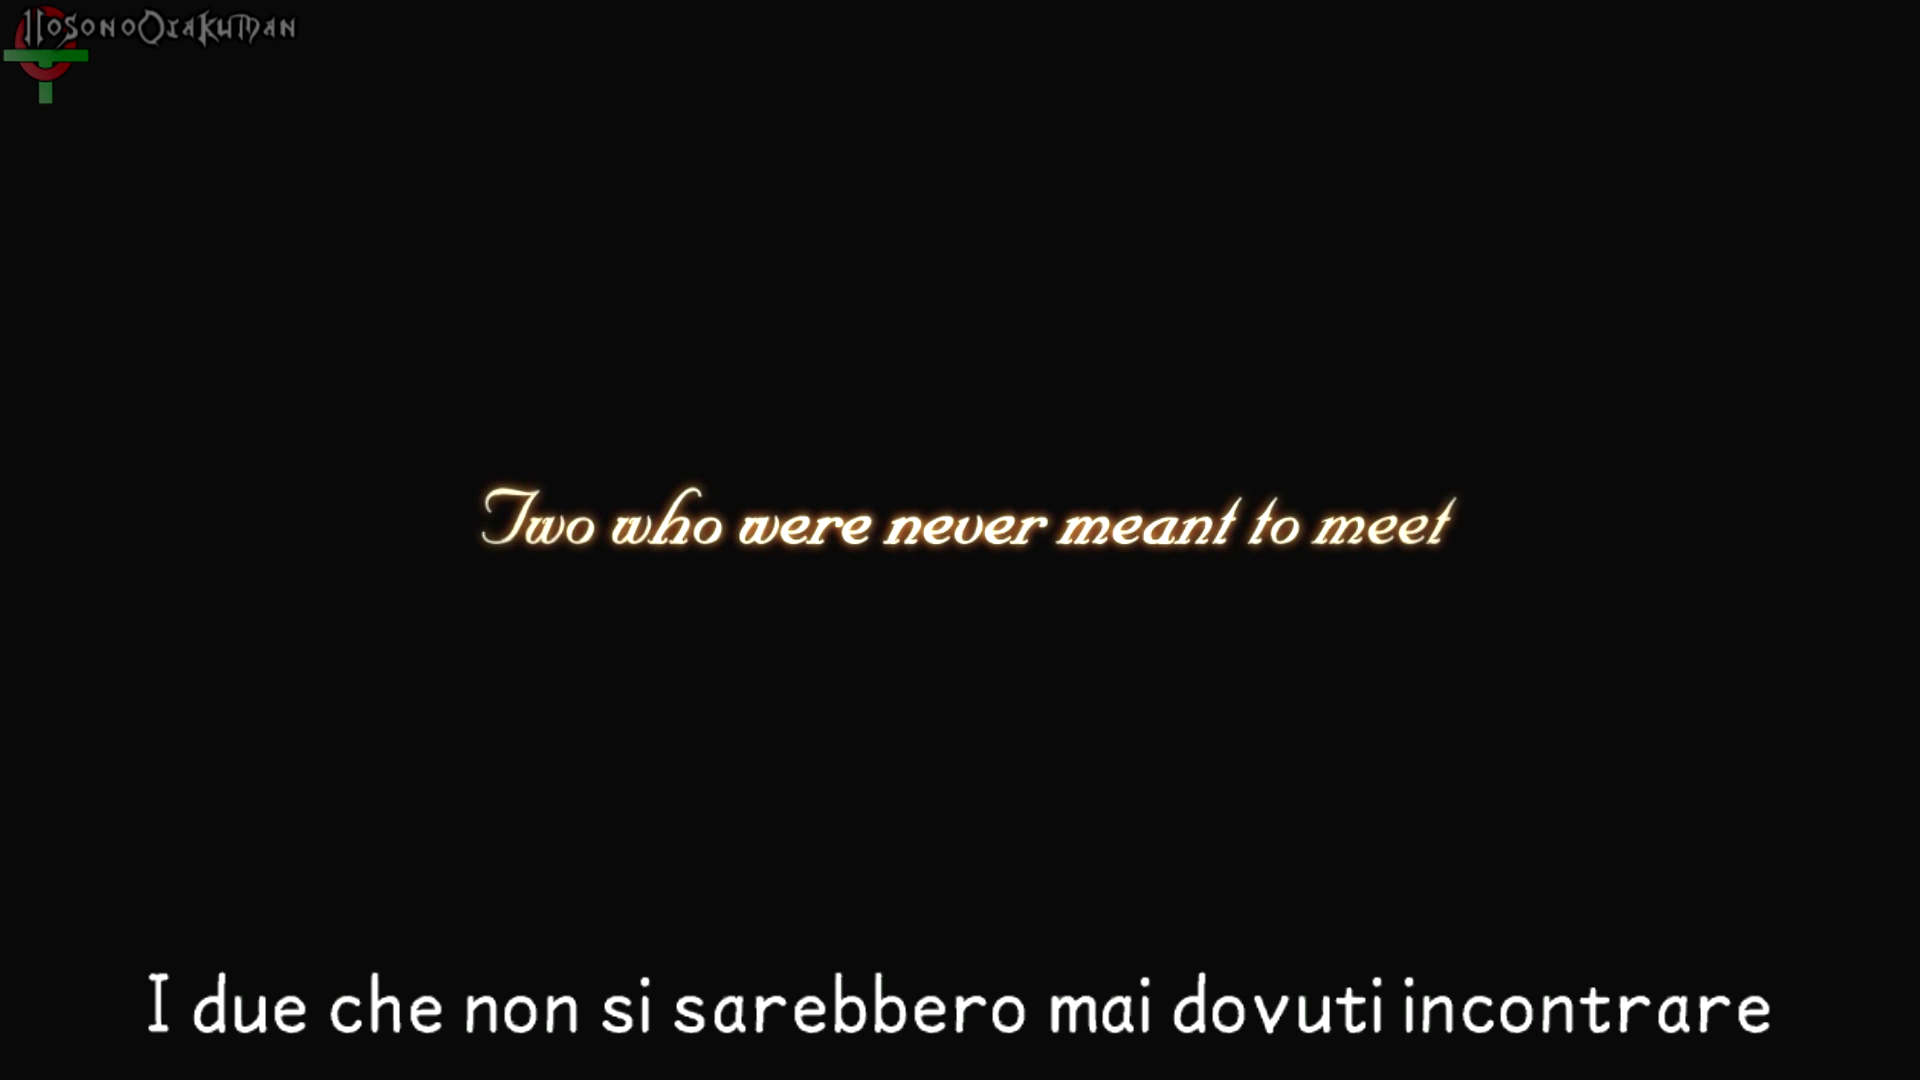 IlosonoOtakuman
Two who were never meant to meet
I due che non si sarebbero mai dovuti incontrare